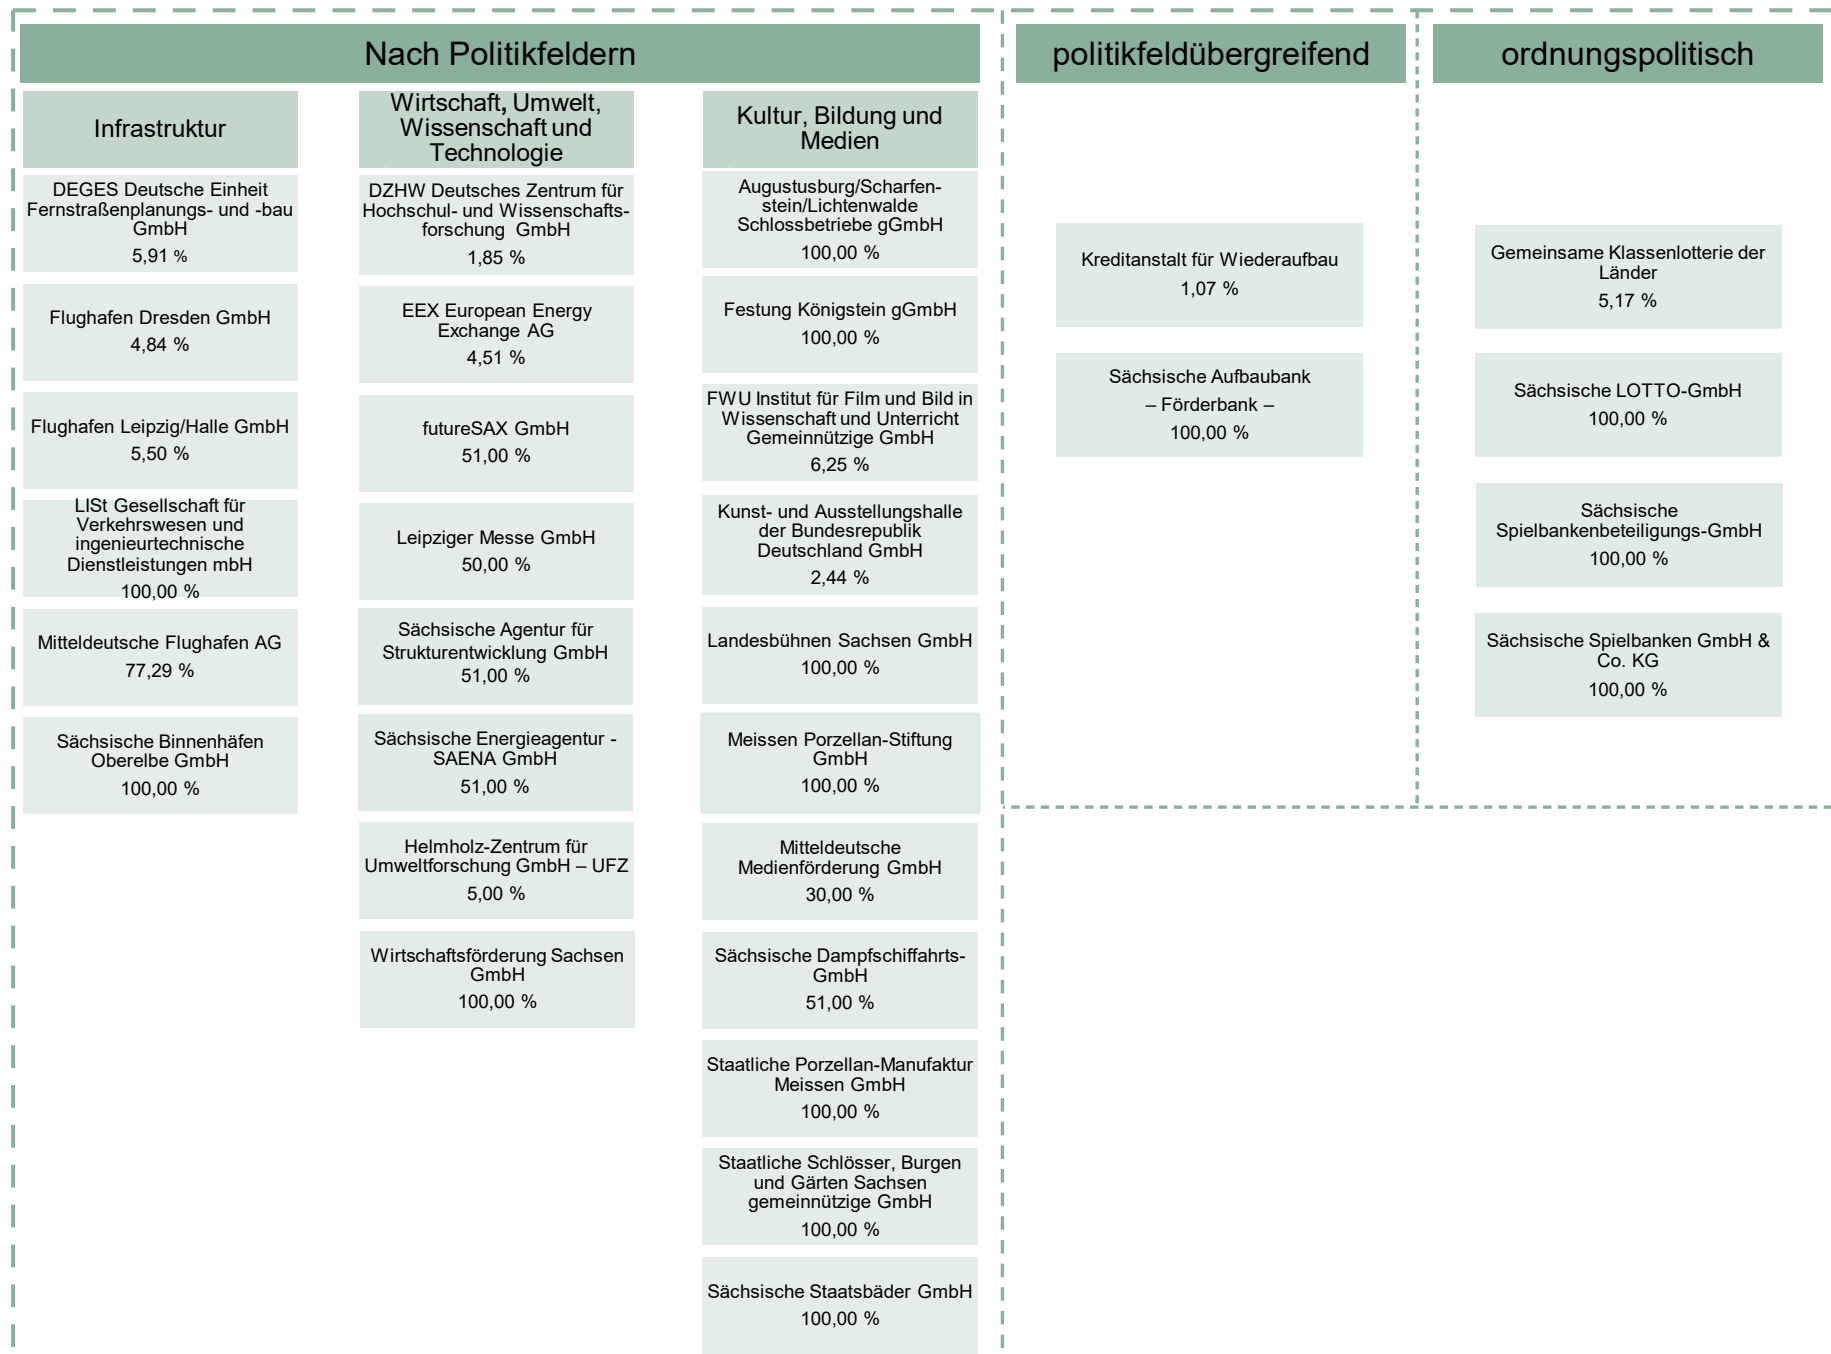 Nach Politikfeldern
Infrastruktur
DEGES Deutsche Einheit
Fernstraßenplanungs- und -bau
GmbH
5,91 %
Flughafen Dresden GmbH
4,84 %
Flughafen Leipzig/Halle GmbH
5,50 %
LISt Gesellschaft für
Verkehrswesen und
ingenieurtechnische
Dienstleistungen mbH
100,00 %
Mitteldeutsche Flughafen AG
77,29 %
Sächsische Binnenhäfen
Oberelbe GmbH
100,00 %
Wirtschaft, Umwelt,
Wissenschaft und
Technologie
DZHW Deutsches Zentrum für
Hochschul- und Wissenschafts-
forschung GmbH
1,85 %
EEX European Energy
Exchange AG
4,51 %
futureSAX GmbH
51,00 %
Leipziger Messe GmbH
50,00 %
Sächsische Agentur für
Strukturentwicklung GmbH
51,00 %
Sächsische Energieagentur -
SAENA GmbH
51,00 %
Helmholz-Zentrum für
Umweltforschung GmbH – UFZ
5,00 %
Wirtschaftsförderung Sachsen
GmbH
100,00 %
Kultur, Bildung und
Medien
Augustusburg/Scharfen-
stein/Lichtenwalde
Schlossbetriebe gGmbH
100,00 %
Festung Königstein gGmbH
100,00 %
FWU Institut für Film und Bild in
Wissenschaft und Unterricht
Gemeinnützige GmbH
6,25 %
Kunst- und Ausstellungshalle
der Bundesrepublik
Deutschland GmbH
2,44 %
Landesbühnen Sachsen GmbH
100,00 %
Meissen Porzellan-Stiftung
GmbH
100,00 %
Mitteldeutsche
Medienförderung GmbH
30,00 %
Sächsische Dampfschiffahrts-
GmbH
51,00 %
Staatliche Porzellan-Manufaktur
Meissen GmbH
100,00 %
Staatliche Schlösser, Burgen
und Gärten Sachsen
gemeinnützige GmbH
100,00 %
Sächsische Staatsbäder GmbH
100,00 %
politikfeldübergreifend
Kreditanstalt für Wiederaufbau
1,07 %
Sächsische Aufbaubank
– Förderbank –
100,00 %
ordnungspolitisch
Gemeinsame Klassenlotterie der
Länder
5,17 %
Sächsische LOTTO-GmbH
100,00 %
Sächsische
Spielbankenbeteiligungs-GmbH
100,00 %
Sächsische Spielbanken GmbH &
Co. KG
100,00 %